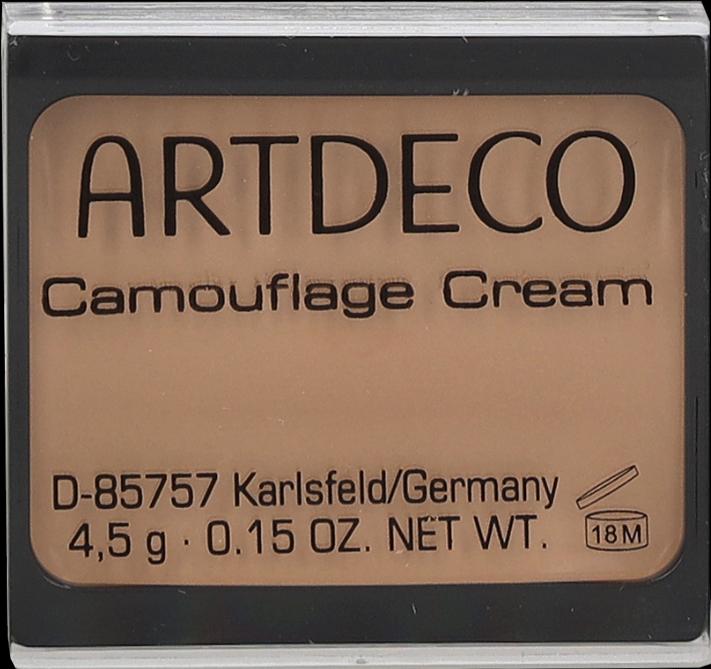 ARTDECO
Camouflage Cream
D-85757 Karlsfeld/Germany
4,5 g · 0.15 OZ. NET WT.
18M